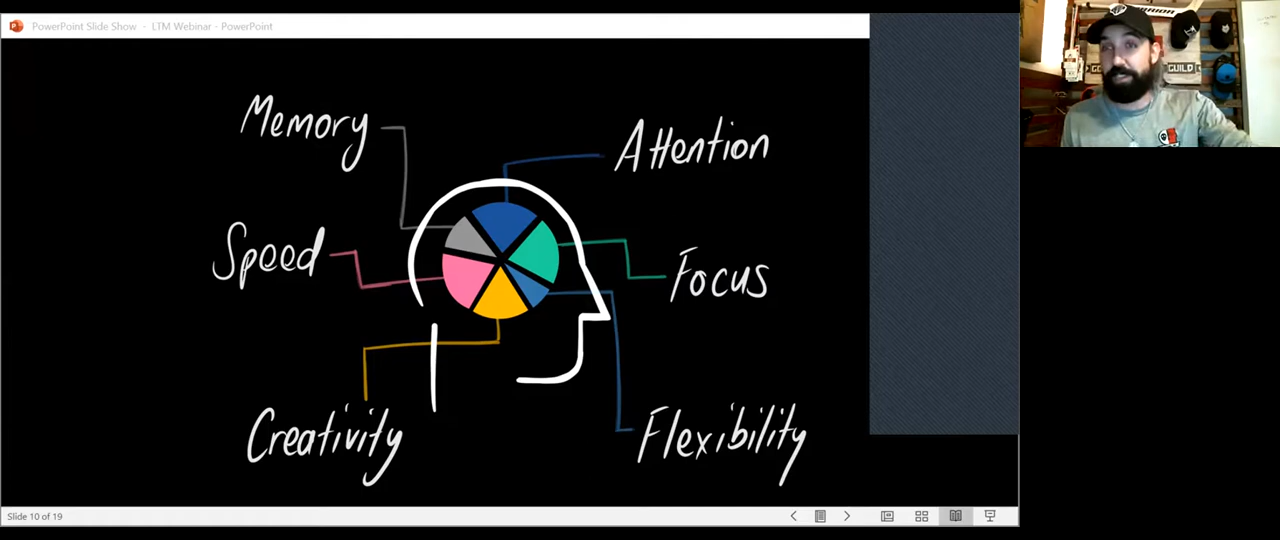 PowerPoint Slide Show - LTM Webinar - PowerPoint
Memory
Attention
Speed
Focus
Creativity
Flexibility
Slide 10 of 19
GUILD